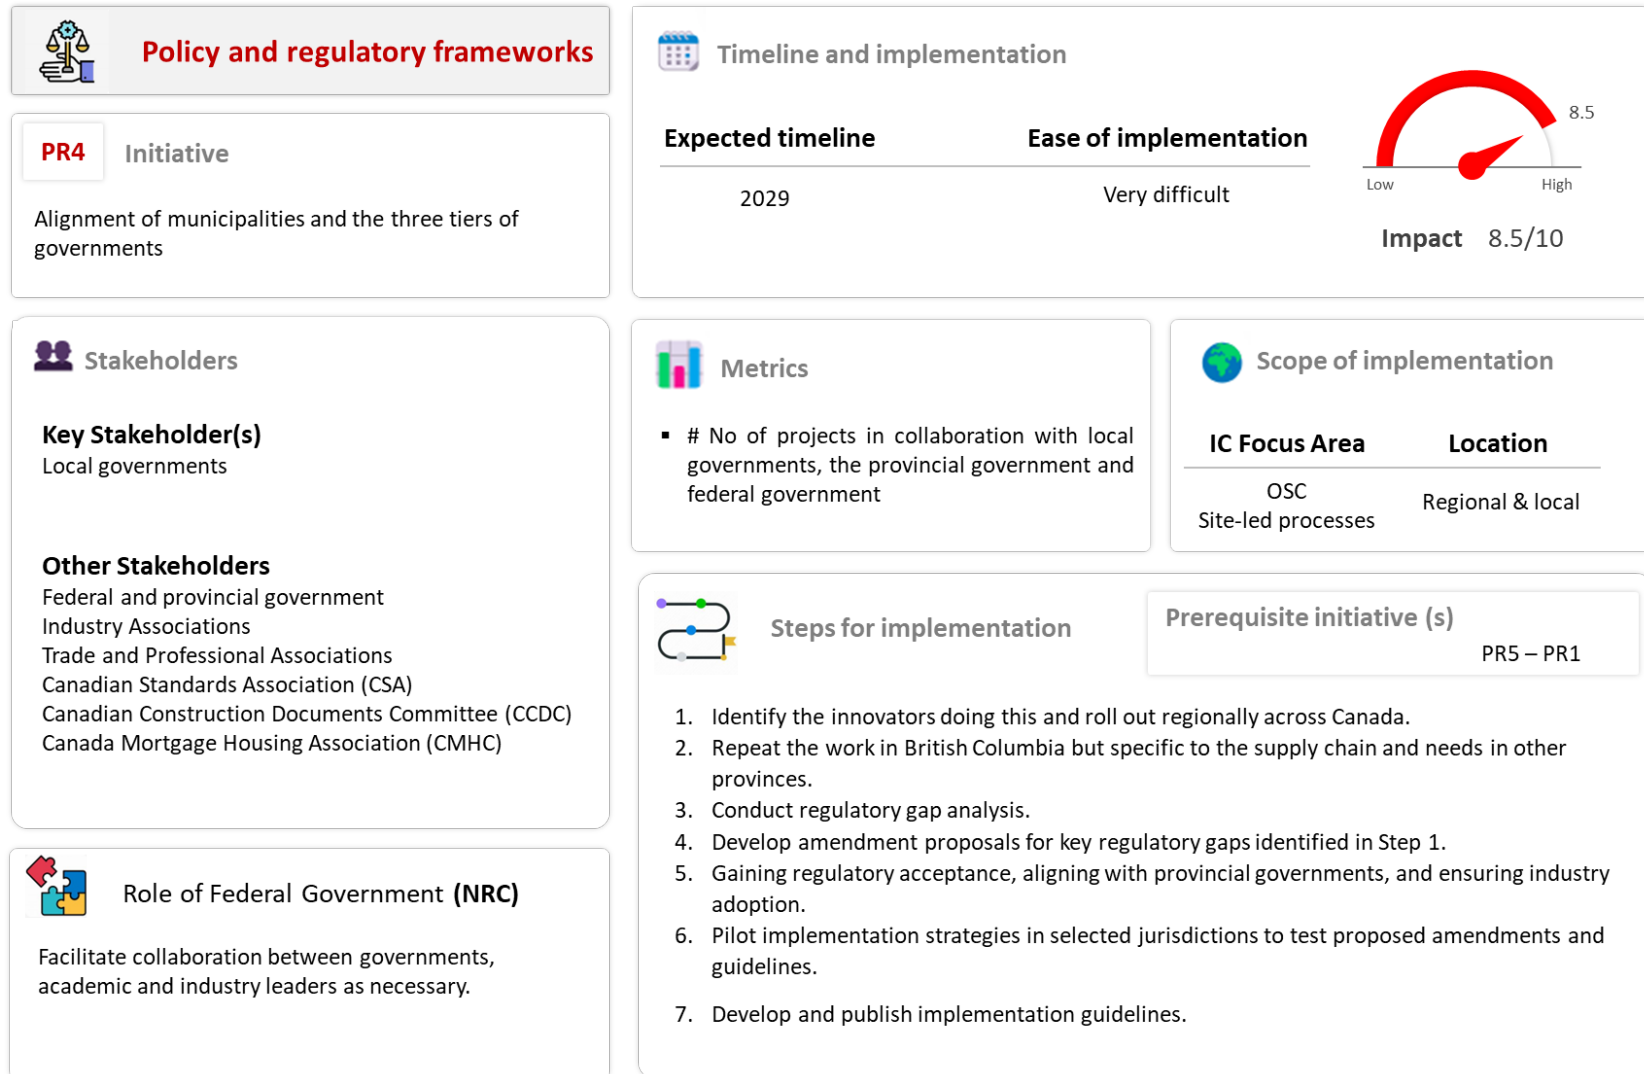 Policy and regulatory frameworks
PR4
Initiative
Alignment of municipalities and the three tiers of
governments
Timeline and implementation
Expected timeline
Ease of implementation
2029
Very difficult
8.5
Low
High
Impact 8.5/10
Stakeholders
Key Stakeholder(s)
Local governments
Other Stakeholders
Federal and provincial government
Industry Associations
Trade and Professional Associations
Canadian Standards Association (CSA)
Canadian Construction Documents Committee (CCDC)
Canada Mortgage Housing Association (CMHC)
Metrics
▪ # No of projects in collaboration with local
governments, the provincial government and
federal government
Scope of implementation
IC Focus Area
Location
OSC
Site-led processes
Regional & local
Role of Federal Government (NRC)
Facilitate collaboration between governments,
academic and industry leaders as necessary.
Steps for implementation
Prerequisite initiative (s)
PR5 – PR1
1. Identify the innovators doing this and roll out regionally across Canada.
2. Repeat the work in British Columbia but specific to the supply chain and needs in other
provinces.
3. Conduct regulatory gap analysis.
4. Develop amendment proposals for key regulatory gaps identified in Step 1.
5. Gaining regulatory acceptance, aligning with provincial governments, and ensuring industry
adoption.
6. Pilot implementation strategies in selected jurisdictions to test proposed amendments and
guidelines.
7. Develop and publish implementation guidelines.